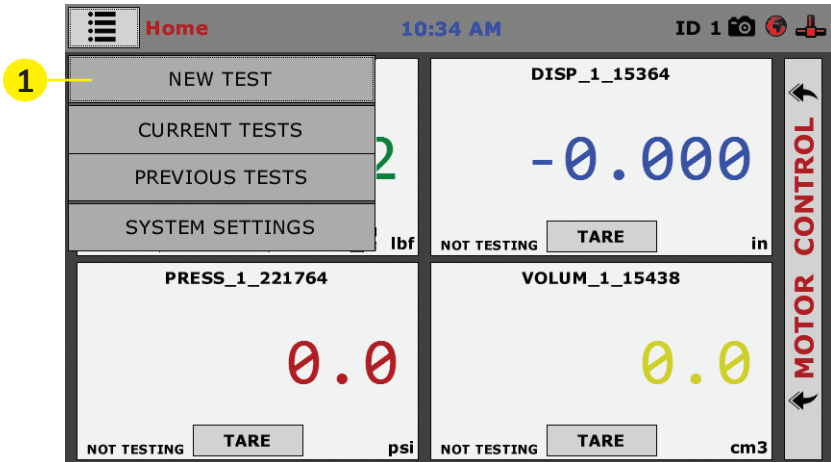 Home 10:34 AM ID 1
1
NEW TEST
CURRENT TESTS
PREVIOUS TESTS
SYSTEM SETTINGS
2
lbf
DISP_1_15364
-0.000
NOT TESTING TARE in
PRESS_1_221764
0.0
NOT TESTING TARE psi
VOLUM_1_15438
0.0
NOT TESTING TARE cm3
MOTOR CONTROL